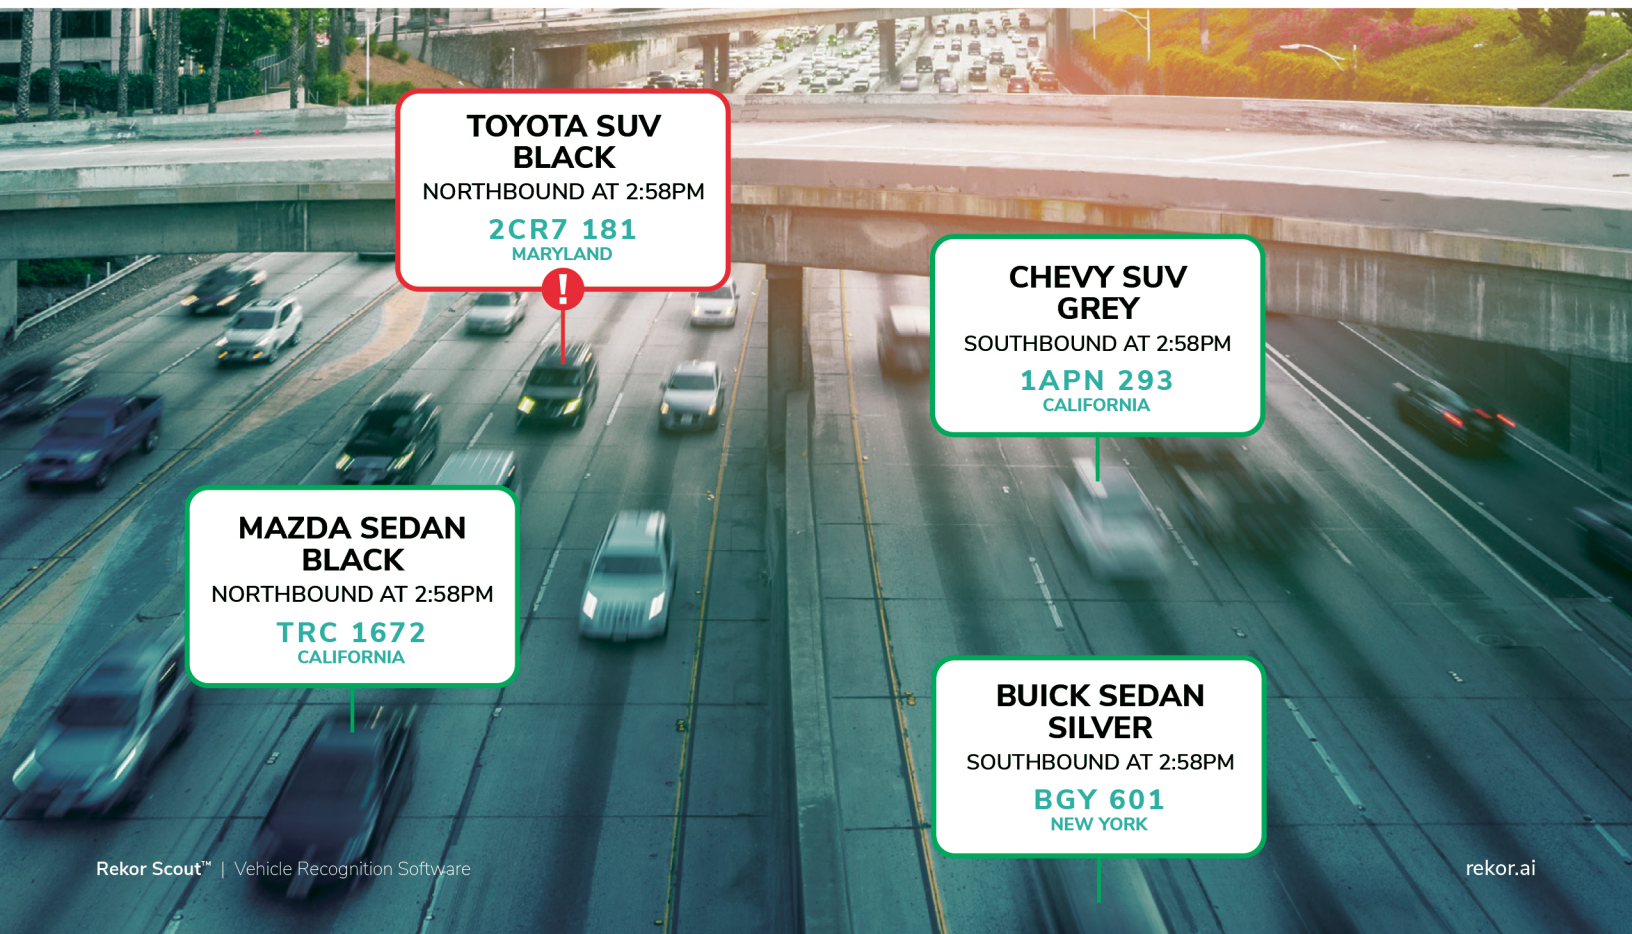 TOYOTA SUV
BLACK
NORTHBOUND AT 2:58PM
2CR7 181
MARYLAND
!
CHEVY SUV
GREY
SOUTHBOUND AT 2:58PM
1APN 293
CALIFORNIA
MAZDA SEDAN
BLACK
NORTHBOUND AT 2:58PM
TRC 1672
CALIFORNIA
BUICK SEDAN
SILVER
SOUTHBOUND AT 2:58PM
BGY 601
NEW YORK
Rekor Scout™ | Vehicle Recognition Software
rekor.ai